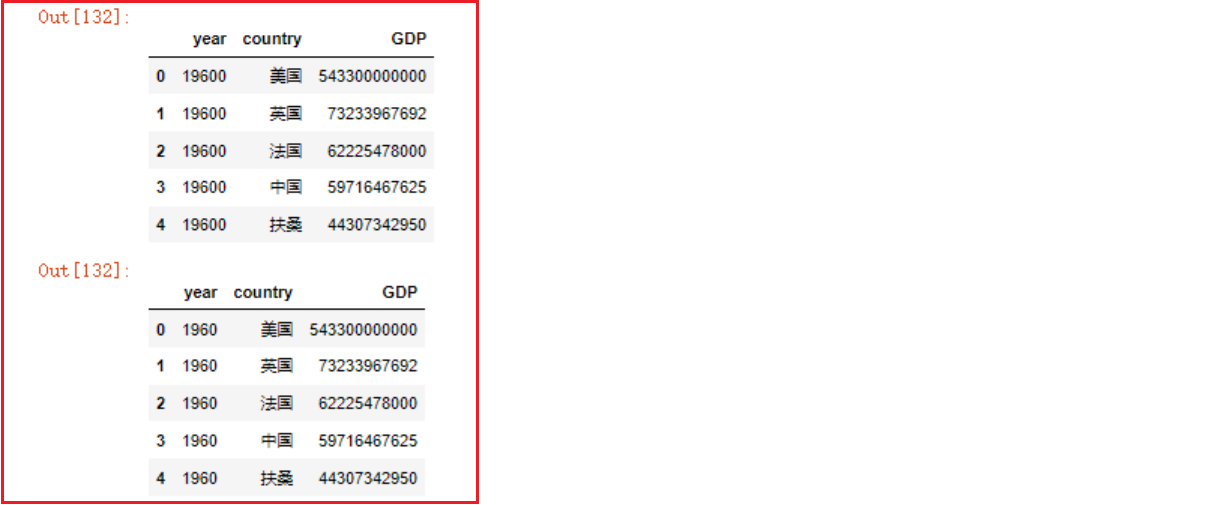 Out[132]:
year country GDP
0 19600 美国 543300000000
1 19600 英国 73233967692
2 19600 法国 62225478000
3 19600 中国 59716467625
4 19600 扶桑 44307342950
Out[132]:
year country GDP
0 1960 美国 543300000000
1 1960 英国 73233967692
2 1960 法国 62225478000
3 1960 中国 59716467625
4 1960 扶桑 44307342950